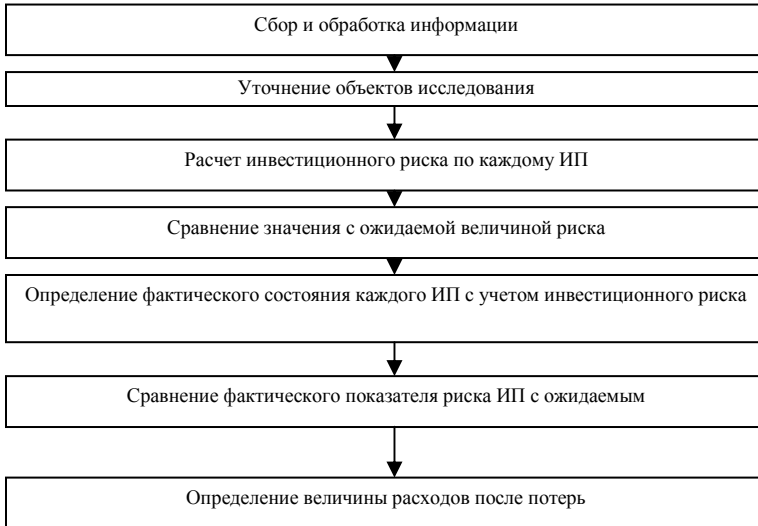 Сбор и обработка информации
Уточнение объектов исследования
Расчет инвестиционного риска по каждому ИП
Сравнение значения с ожидаемой величиной риска
Определение фактического состояния каждого ИП с учетом инвестиционного риска
Сравнение фактического показателя риска ИП с ожидаемым
Определение величины расходов после потерь